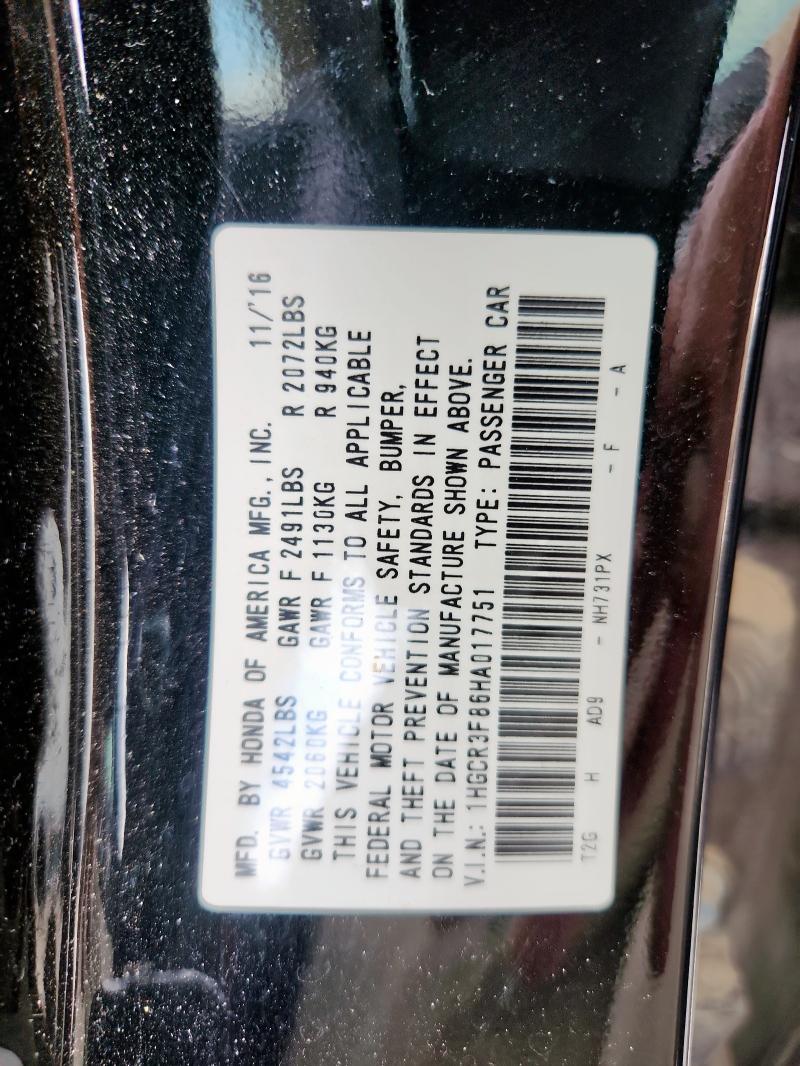 MFD. BY HONDA OF AMERICA MFG., INC. 11/'16
GVWR 4542LBS GAWR F 2491LBS R 2072LBS
GVWR 2060KG GAWR F 1130KG R 940KG
THIS VEHICLE CONFORMS TO ALL APPLICABLE
FEDERAL MOTOR VEHICLE SAFETY, BUMPER,
AND THEFT PREVENTION STANDARDS IN EFFECT
ON THE DATE OF MANUFACTURE SHOWN ABOVE.
V.I.N.: 1HGCR3F86HA017751 TYPE: PASSENGER CAR
T2G H AD9 - NH731PX - F - A